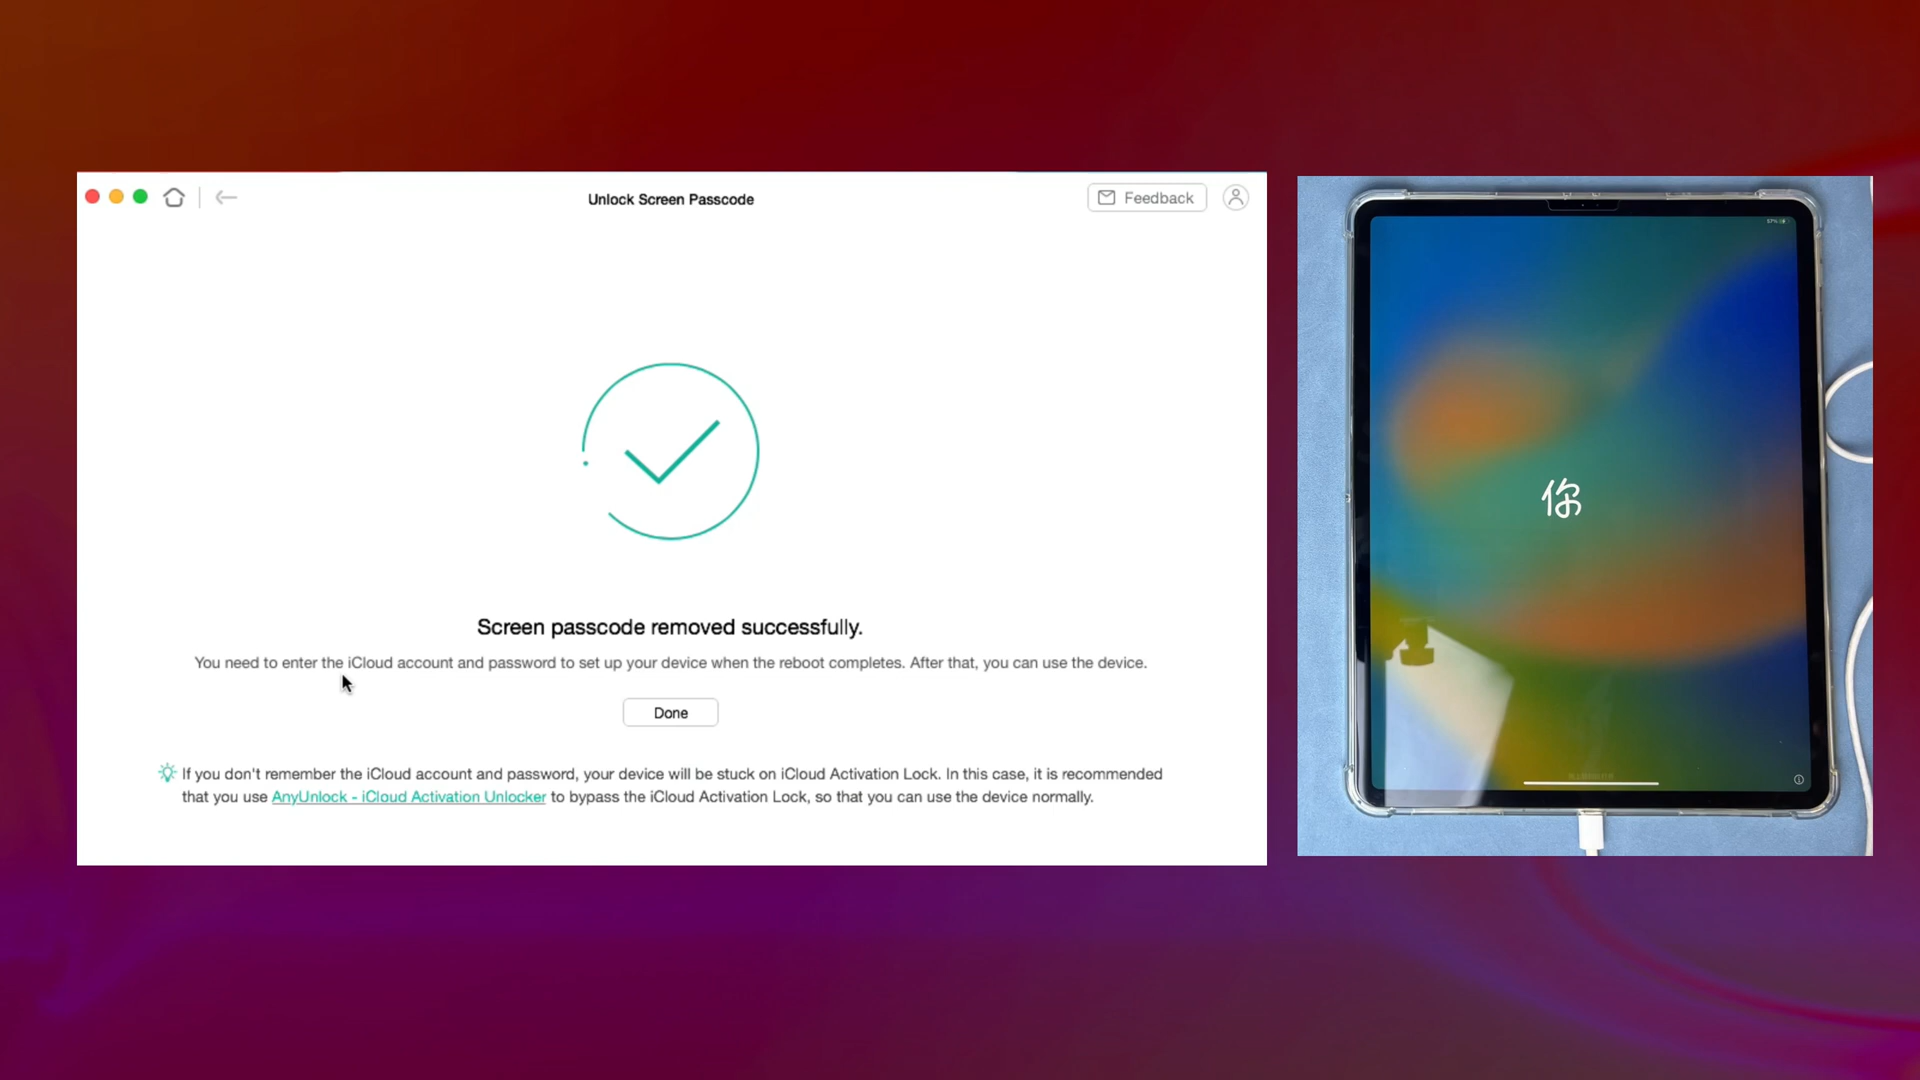 Unlock Screen Passcode
Feedback
Screen passcode removed successfully.
You need to enter the iCloud account and password to set up your device when the reboot completes. After that, you can use the device.
Done
If you don't remember the iCloud account and password, your device will be stuck on iCloud Activation Lock. In this case, it is recommended
that you use AnyUnlock - iCloud Activation Unlocker to bypass the iCloud Activation Lock, so that you can use the device normally.
57%
你